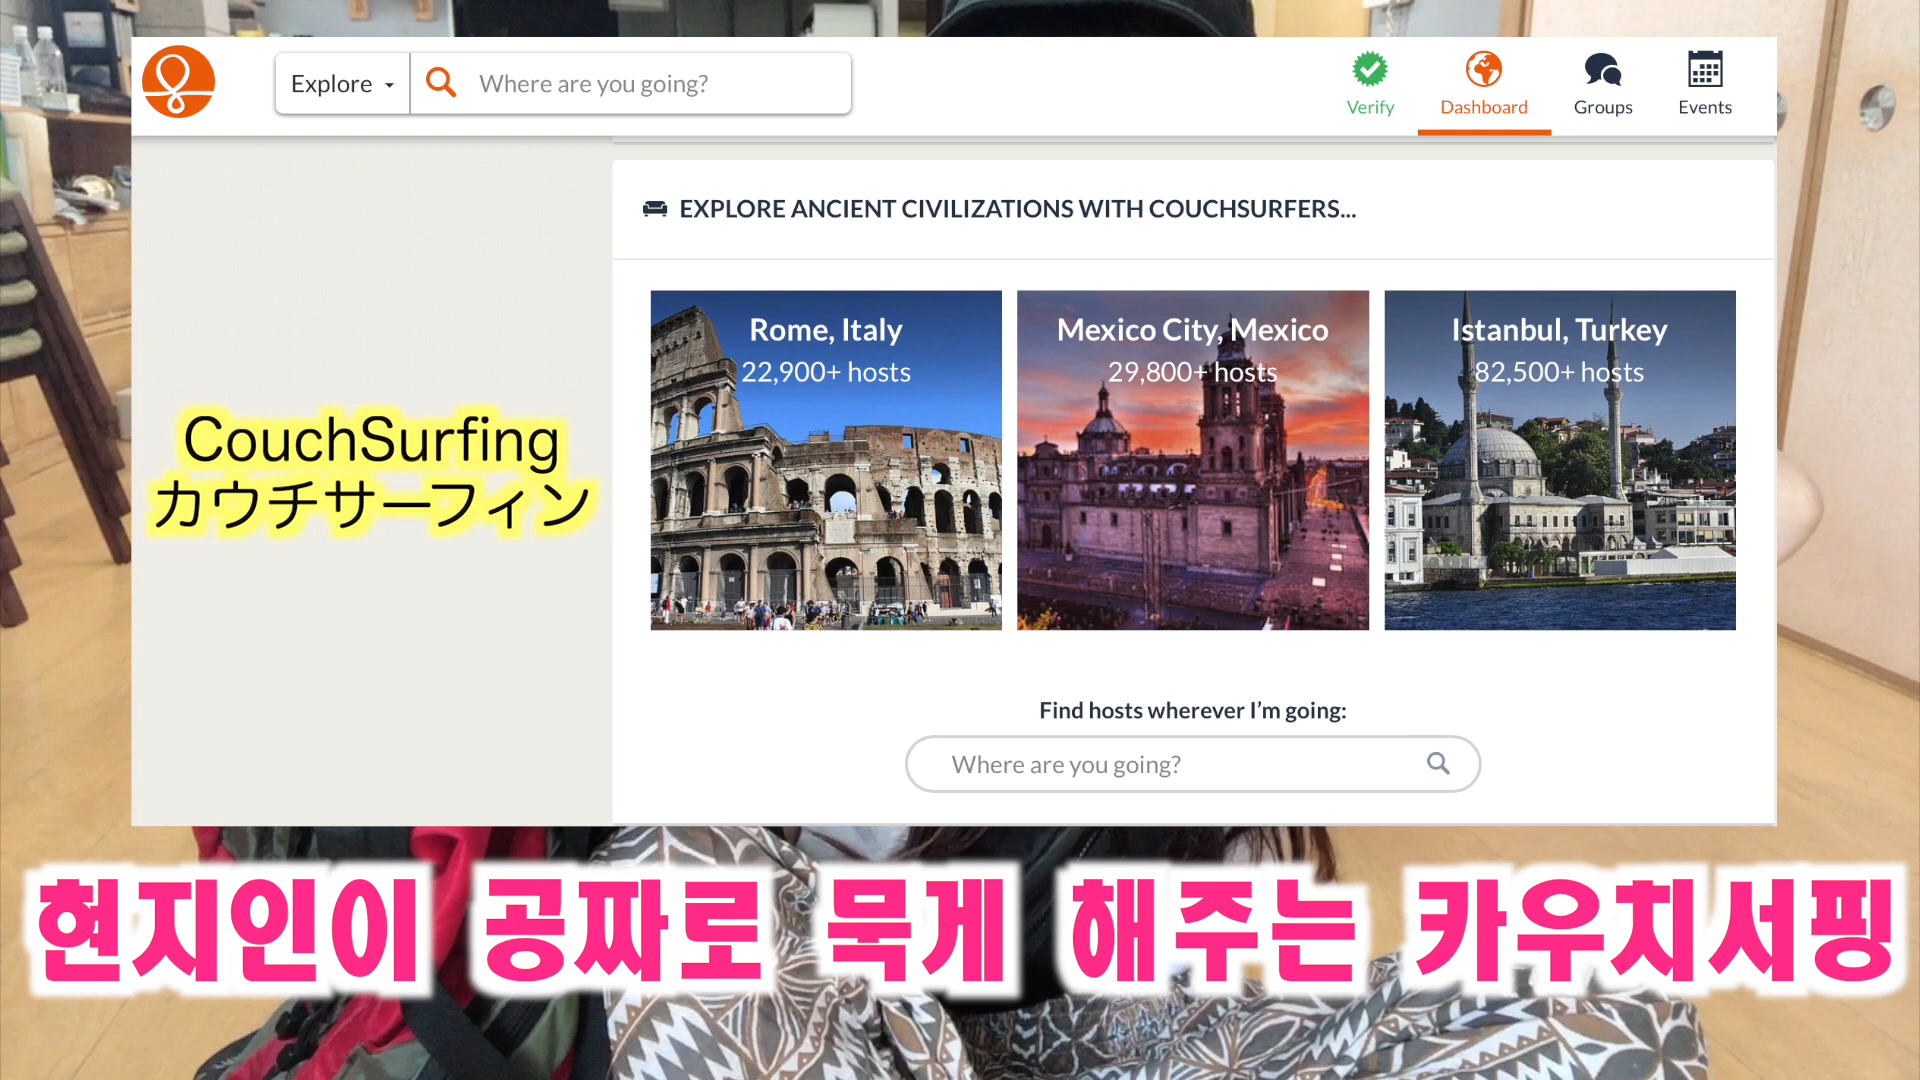 Explore
Where are you going?
Verify
Dashboard
Groups
Events
EXPLORE ANCIENT CIVILIZATIONS WITH COUCHSURFERS...
Rome, Italy
22,900+ hosts
Mexico City, Mexico
29,800+ hosts
Istanbul, Turkey
82,500+ hosts
CouchSurfing
カウチサーフィン
Find hosts wherever I'm going:
Where are you going?
현지인이 공짜로 묵게 해주는 카우치서핑